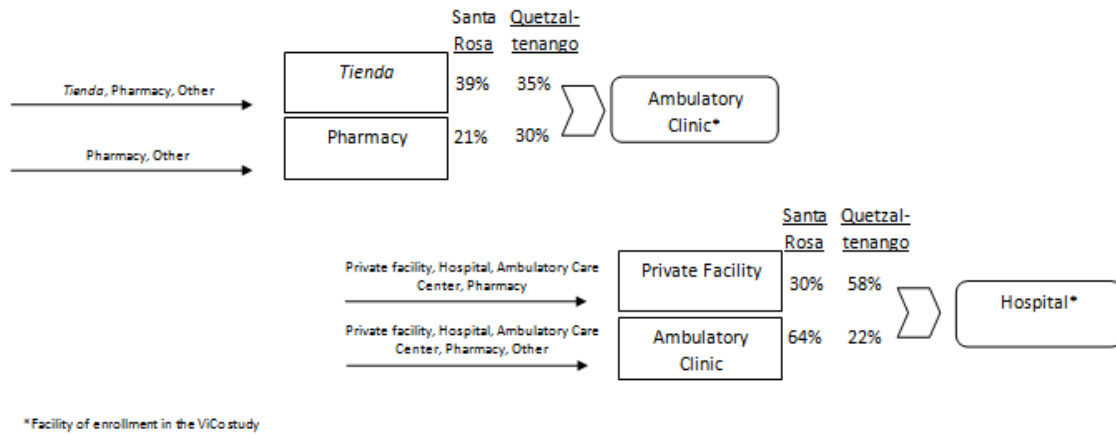 Santa Quetzal-
Rosa tenango
Tienda 39% 35%
Tienda, Pharmacy, Other
Ambulatory
Clinic*
Pharmacy 21% 30%
Pharmacy, Other
Santa Quetzal-
Rosa tenango
Private facility, Hospital, Ambulatory Care
Center, Pharmacy
Private Facility 30% 58%
Hospital*
Private facility, Hospital, Ambulatory Care
Center, Pharmacy, Other
Ambulatory
Clinic
64% 22%
*Facility of enrollment in the ViCo study